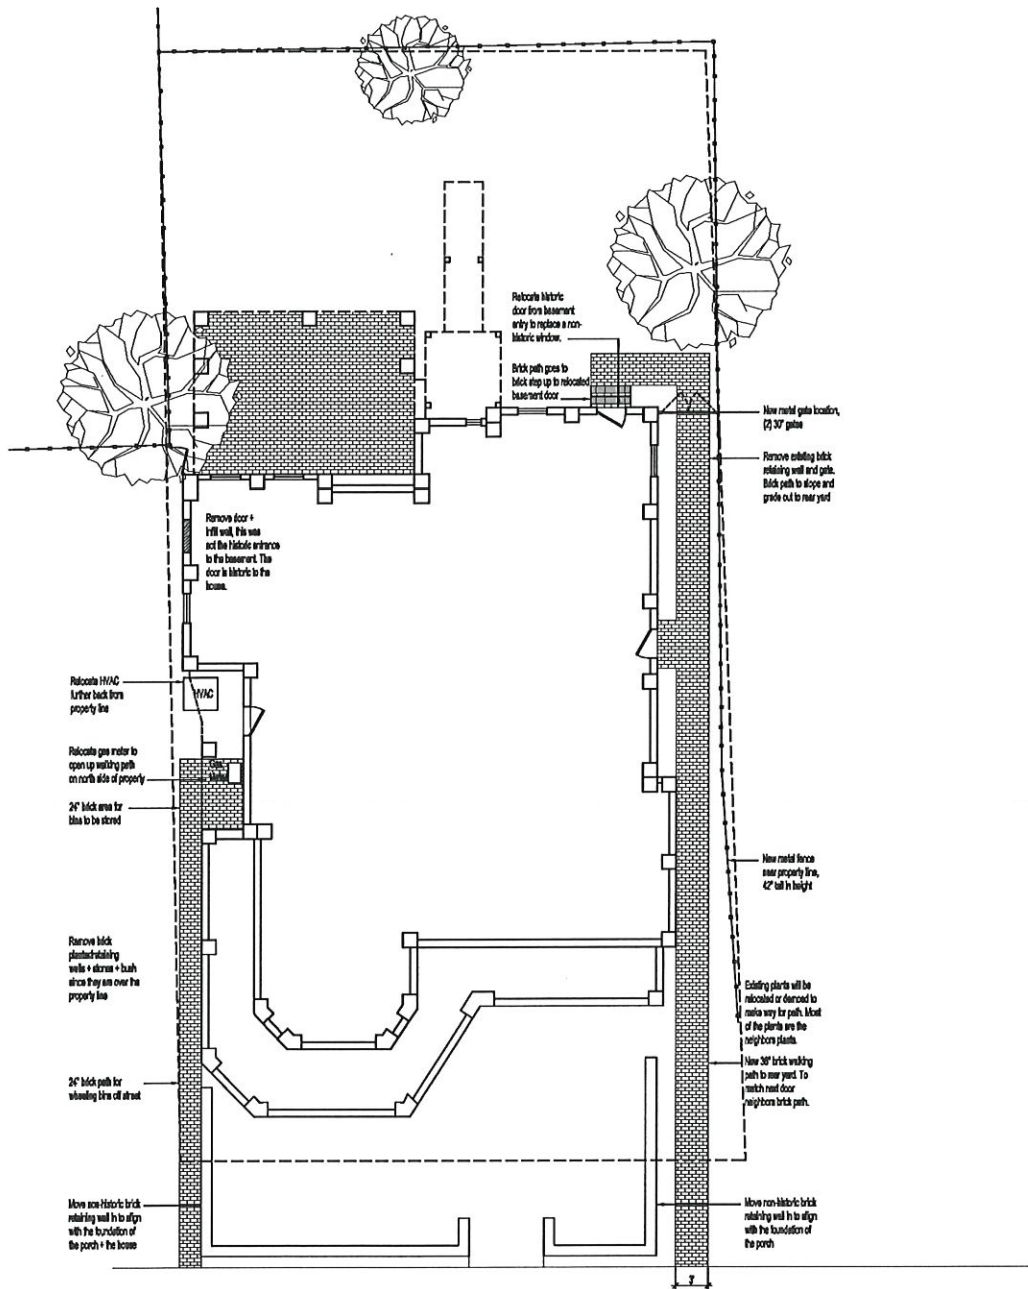 Relocate historic
door from basement
entry to replace a non-
historic window.
Brick path goes to
brick step up to relocated
basement door
New metal gate location,
(2) 30" gates
Remove existing brick
retaining wall and gate.
Brick path to slope and
grade out to rear yard
Remove door +
infill wall, this was
not the historic entrance
to the basement. The
door is historic to the
house.
Relocate HVAC
further back from
property line
HVAC
Relocate gas meter to
open up walking path
on north side of property
Gas
Meter
24" brick area for
bins to be stored
New metal fence
near property line,
42" tall in height
Remove brick
planter/retaining
walls + stones + bush
since they are over the
property line
Existing plants will be
relocated or demoed to
make way for path. Most
of the plants are the
neighbors plants.
24" brick path for
wheeling bins off street
New 36" brick walking
path to rear yard. To
match next door
neighbors brick path.
Move non-historic brick
retaining wall in to align
with the foundation of
the porch + the house
Move non-historic brick
retaining wall in to align
with the foundation of
the porch
3'